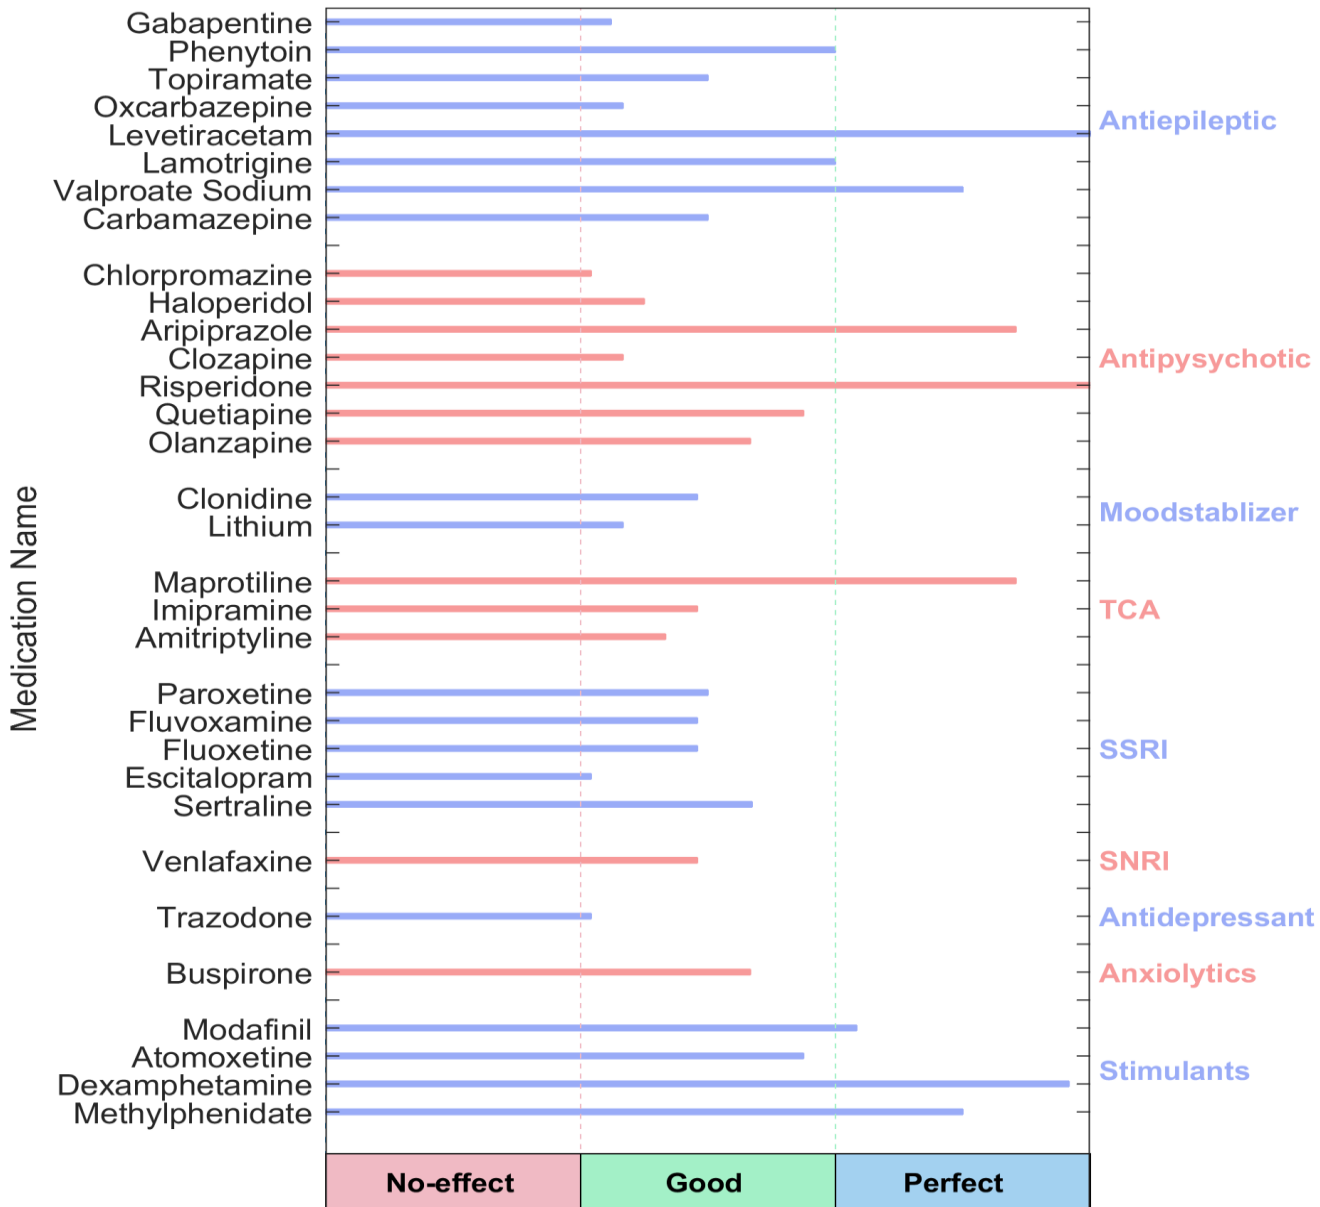 Gabapentine
Phenytoin
Topiramate
Oxcarbazepine
Levetiracetam
Lamotrigine
Valproate Sodium
Carbamazepine
Antiepileptic
Chlorpromazine
Haloperidol
Aripiprazole
Clozapine
Risperidone
Quetiapine
Olanzapine
Antipysychotic
Clonidine
Lithium
Moodstablizer
Medication Name
Maprotiline
Imipramine
Amitriptyline
TCA
Paroxetine
Fluvoxamine
Fluoxetine
Escitalopram
Sertraline
SSRI
Venlafaxine
SNRI
Trazodone
Antidepressant
Buspirone
Anxiolytics
Modafinil
Atomoxetine
Dexamphetamine
Methylphenidate
Stimulants
No-effect
Good
Perfect